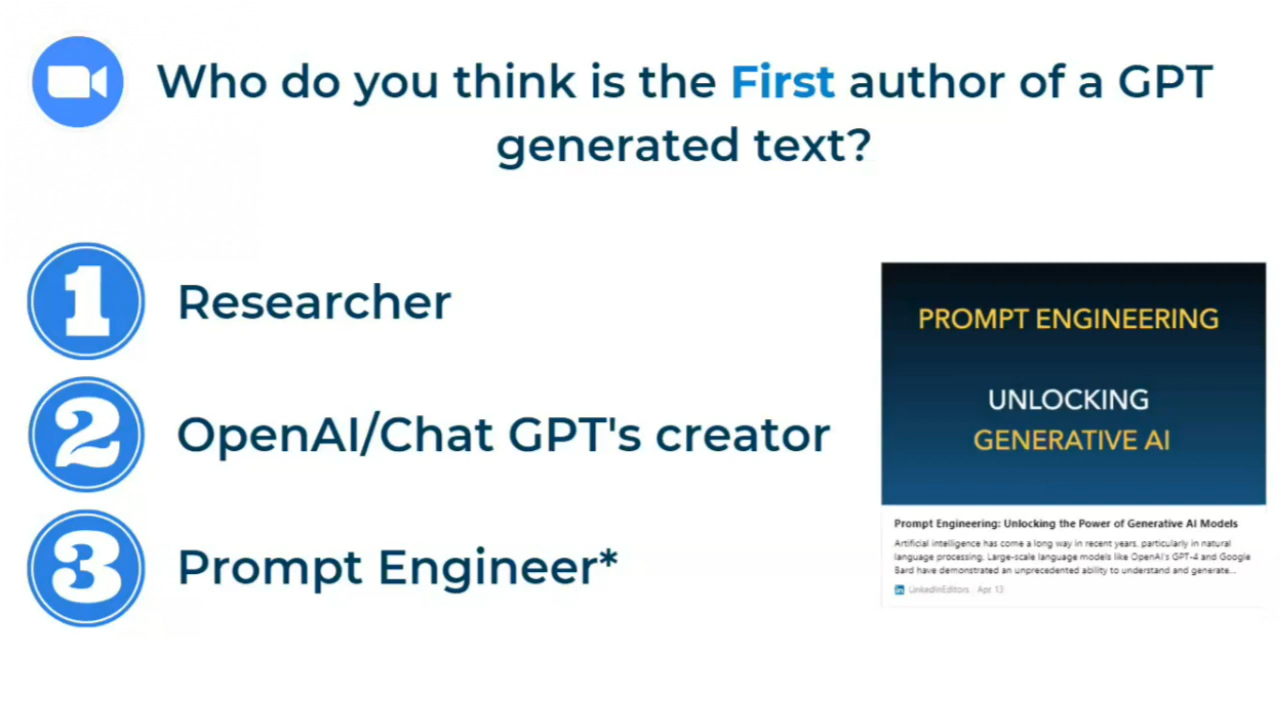 Who do you think is the First author of a GPT
generated text?
1
Researcher
2
OpenAI/Chat GPT's creator
3
Prompt Engineer*
PROMPT ENGINEERING
UNLOCKING
GENERATIVE AI
Prompt Engineering: Unlocking the Power of Generative AI Models
Artificial intelligence has come a long way in recent years, particularly in natural
language processing. Large-scale language models like OpenAI's GPT-4 and Google
Bard have demonstrated an unprecedented ability to understand and generate...
in LinkedInEditors Apr 13